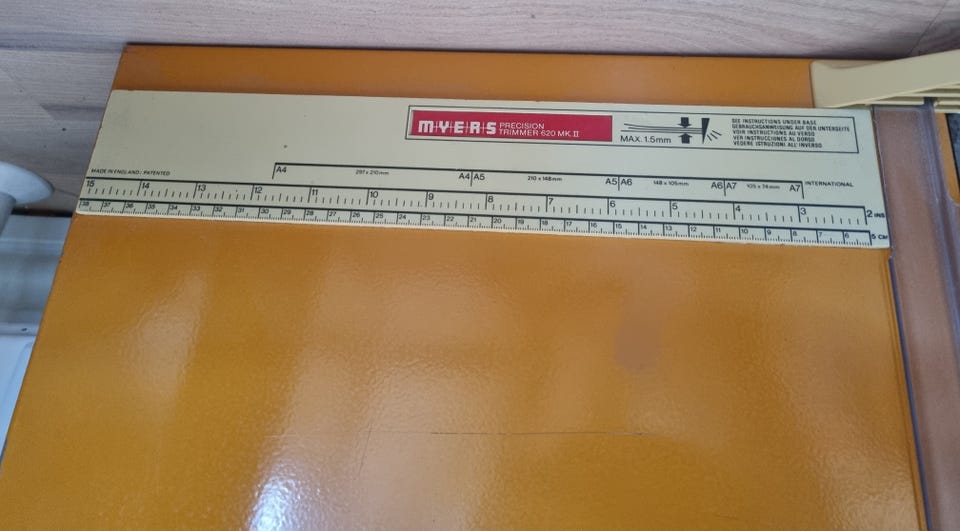 MYERS PRECISION
TRIMMER 620 MK.II
MAX. 1.5mm
SEE INSTRUCTIONS UNDER BASE
GEBRAUCHSANWEISUNG AUF DER UNTERSEITE
VOIR INSTRUCTIONS AU VERSO
VER INSTRUCCIONES AL DORSO
VEDERE ISTRUZIONI ALL' INVERSO
MADE IN ENGLAND: PATENTED
A4 297 x 210 mm A4 A5 210 x 148 mm A5 A6 148 x 105mm A6 A7 105 x 74mm A7 INTERNATIONAL
15 14 13 12 11 10 9 8 7 6 5 4 3 2 INS
38 37 36 35 34 33 32 31 30 29 28 27 26 25 24 23 22 21 20 19 18 17 16 15 14 13 12 11 10 9 8 7 6 5 CM